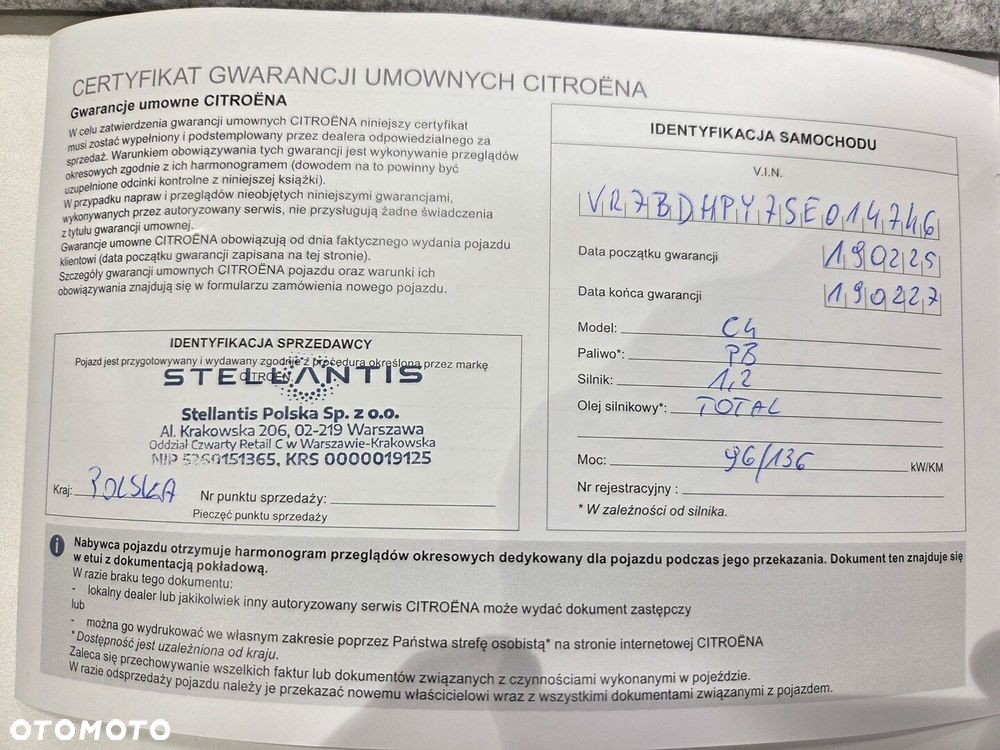 CERTYFIKAT GWARANCJI UMOWNYCH CITROËNA
Gwarancje umowne CITROËNA
W celu zatwierdzenia gwarancji umownych CITROËNA niniejszy certyfikat
musi zostać wypełniony i podstemplowany przez dealera odpowiedzialnego za
sprzedaż. Warunkiem obowiązywania tych gwarancji jest wykonywanie przeglądów
okresowych zgodnie z ich harmonogramem (dowodem na to powinny być
uzupełnione odcinki kontrolne z niniejszej książki).
W przypadku napraw i przeglądów nieobjętych niniejszymi gwarancjami,
wykonywanych przez autoryzowany serwis, nie przysługują żadne świadczenia
z tytułu gwarancji umownej.
Gwarancje umowne CITROËNA obowiązują od dnia faktycznego wydania pojazdu
klientowi (data początku gwarancji zapisana na tej stronie).
Szczegóły gwarancji umownych CITROËNA pojazdu oraz warunki ich
obowiązywania znajdują się w formularzu zamówienia nowego pojazdu.
IDENTYFIKACJA SPRZEDAWCY
Pojazd jest przygotowywany i wydawany zgodnie z procedurą określoną przez markę
CITROËN.
STELLANTIS
Stellantis Polska Sp. z o.o.
Al. Krakowska 206, 02-219 Warszawa
Oddział Czwarty Retail C w Warszawie-Krakowska
NIP 5260151365, KRS 0000019125
Kraj: POLSKA Nr punktu sprzedaży:
Pieczęć punktu sprzedaży
IDENTYFIKACJA SAMOCHODU
V.I.N.
VR7BDHPY7SE014746
Data początku gwarancji 190225
Data końca gwarancji 190227
Model: C4
Paliwo*: PB
Silnik: 1,2
Olej silnikowy*: TOTAL
Moc: 96/136 kW/KM
Nr rejestracyjny :
* W zależności od silnika.
i Nabywca pojazdu otrzymuje harmonogram przeglądów okresowych dedykowany dla pojazdu podczas jego przekazania. Dokument ten znajduje się
w etui z dokumentacją pokładową.
W razie braku tego dokumentu:
- lokalny dealer lub jakikolwiek inny autoryzowany serwis CITROËNA może wydać dokument zastępczy
lub
- można go wydrukować we własnym zakresie poprzez Państwa strefę osobistą* na stronie internetowej CITROËNA
* Dostępność jest uzależniona od kraju.
Zaleca się przechowywanie wszelkich faktur lub dokumentów związanych z czynnościami wykonanymi w pojeździe.
W razie odsprzedaży pojazdu należy je przekazać nowemu właścicielowi wraz z wszystkimi dokumentami związanymi z pojazdem.
OTOMOTO